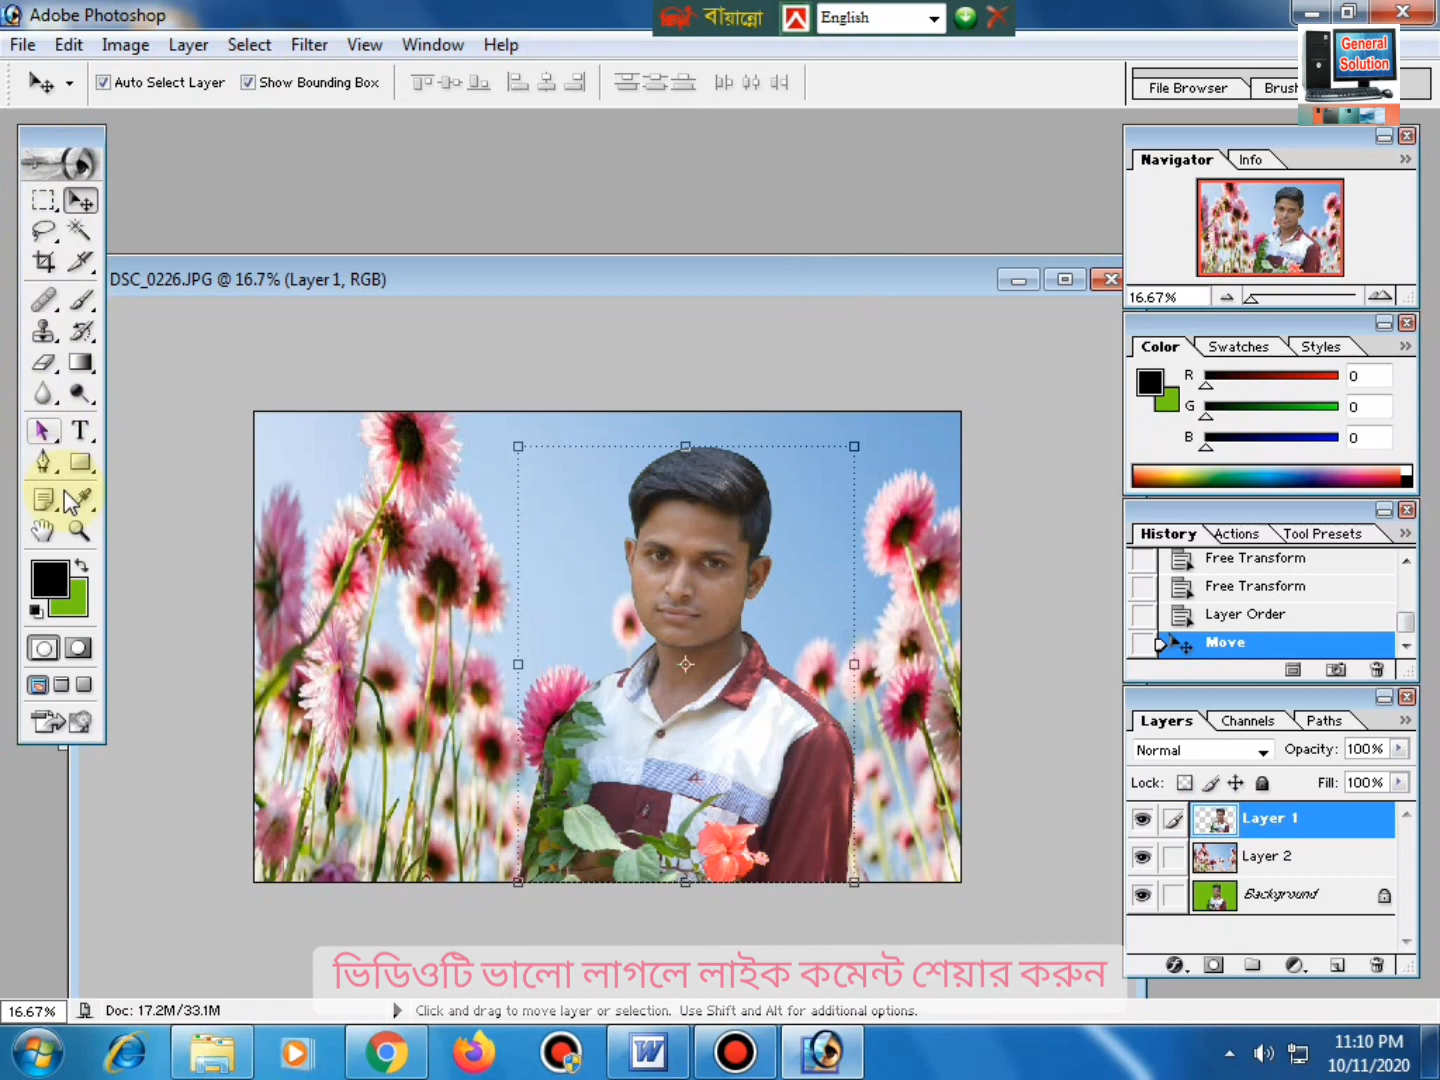 Adobe Photoshop
বায়ান্নো
English
File Edit Image Layer Select Filter View Window Help
General
Solution
Auto Select Layer
Show Bounding Box
File Browser
Navigator
Info
16.67%
DSC_0226.JPG @ 16.7% (Layer 1, RGB)
Color
Swatches
Styles
R 0
G 0
B 0
T
History
Actions
Tool Presets
Free Transform
Free Transform
Layer Order
Move
Layers
Channels
Paths
Normal
Opacity: 100%
Lock:
Fill: 100%
Layer 1
Layer 2
Background
ভিডিওটি ভালো লাগলে লাইক কমেন্ট শেয়ার করুন
16.67%
Doc: 17.2M/33.1M
Click and drag to move layer or selection. Use Shift and Alt for additional options.
11:10 PM
10/11/2020